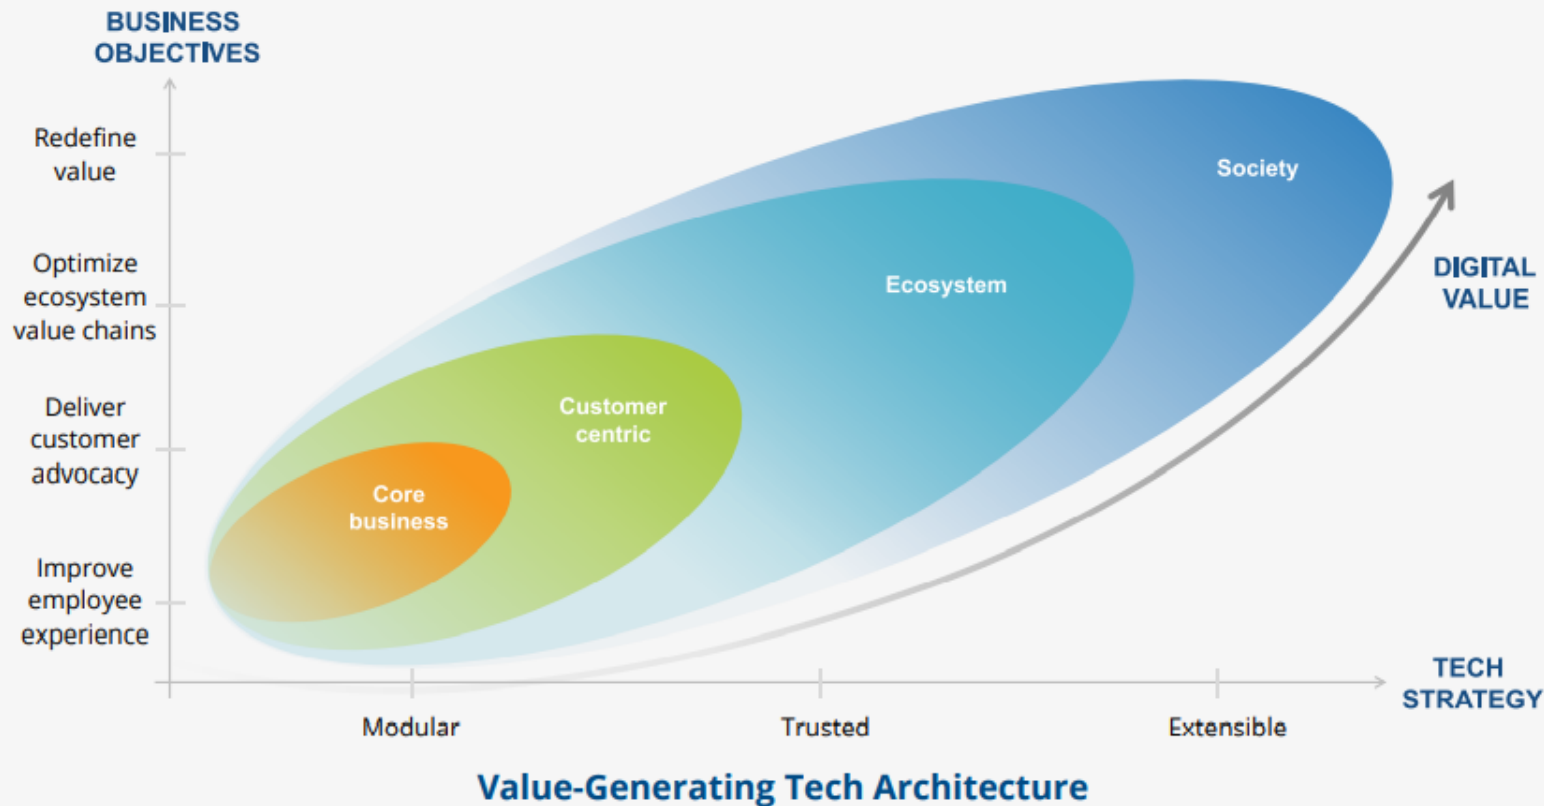 BUSINESS
OBJECTIVES
Redefine
value
Society
Optimize
ecosystem
value chains
Ecosystem
DIGITAL
VALUE
Deliver
customer
advocacy
Customer
centric
Core
business
Improve
employee
experience
TECH
STRATEGY
Modular
Trusted
Extensible
Value-Generating Tech Architecture